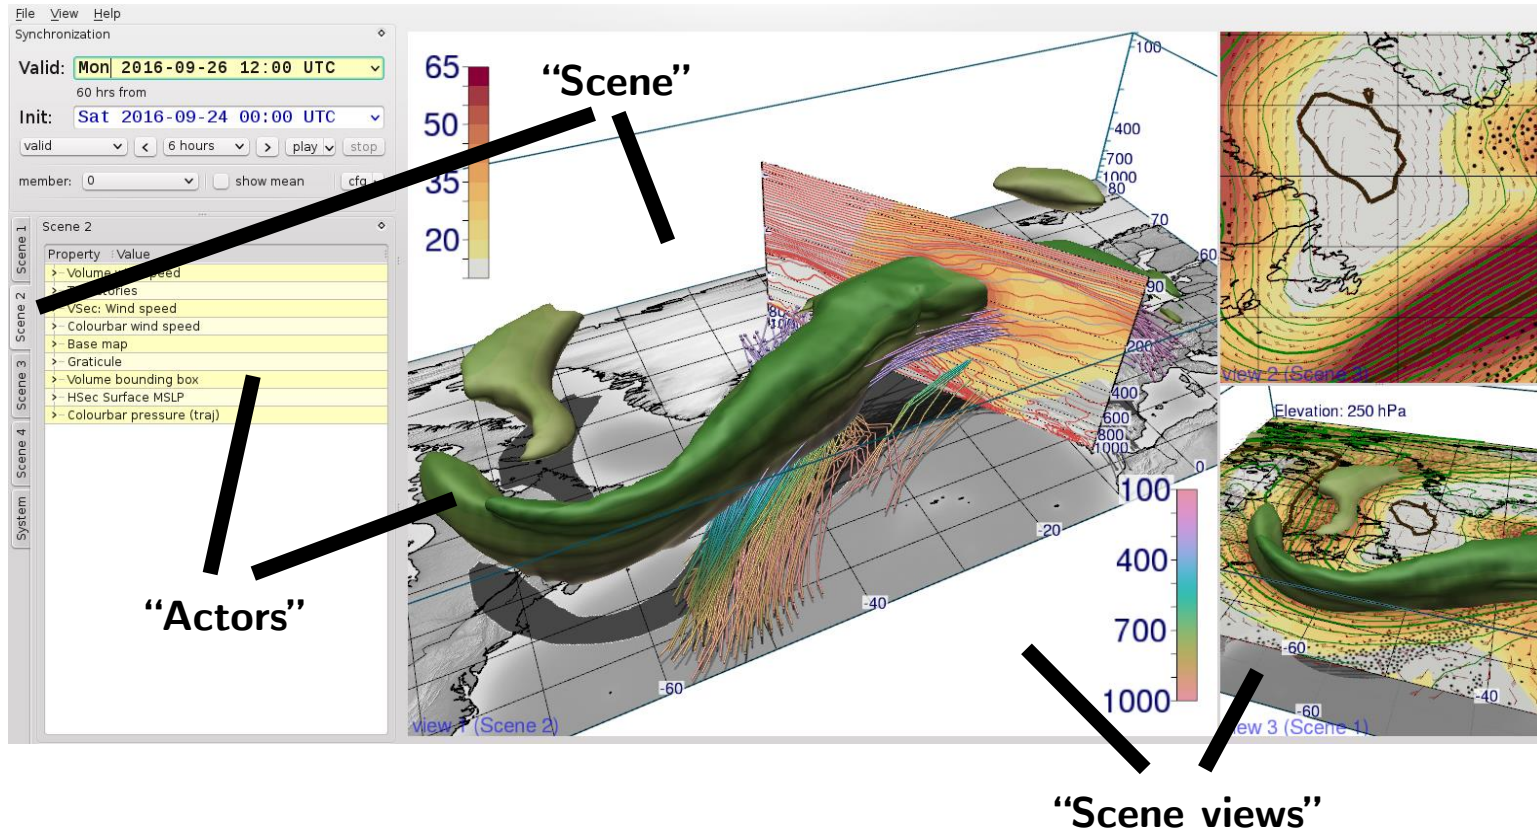 File View Help
Synchronization
Valid: Mon 2016-09-26 12:00 UTC
60 hrs from
Init: Sat 2016-09-24 00:00 UTC
valid < 6 hours > play stop
member: 0 show mean
Scene 1
Scene 2
Scene 3
Scene 4
System
Scene 2
Property Value
Volume speed
VSec: Wind speed
Colourbar wind speed
Base map
Graticule
Volume bounding box
HSec Surface MSLP
Colourbar pressure (traj)
“Actors”
“Scene”
65
50
35
20
100
400
700
1000
80
70
60
90
200
400
600
800
1000
0
-20
-40
-60
100
400
700
1000
view 1 (Scene 2)
view 2 (Scene
Elevation: 250 hPa
-60
-40
-60
view 3 (Scene 1)
“Scene views”